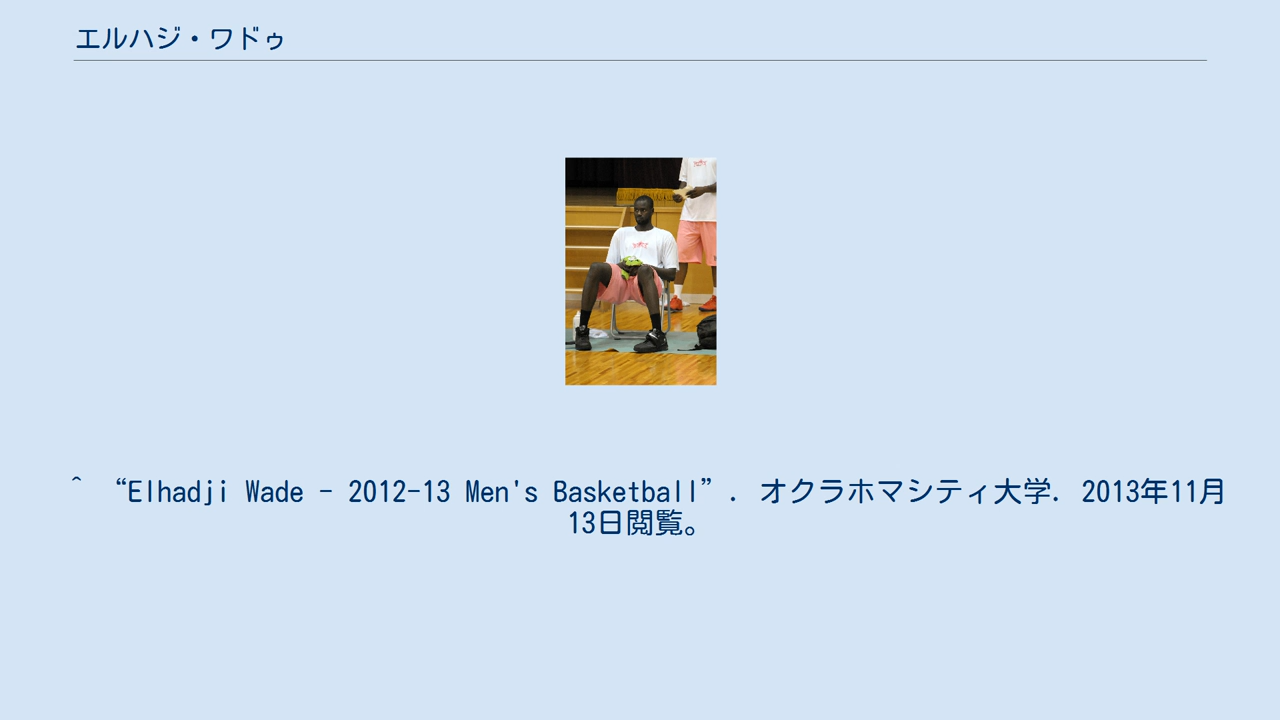 エルハジ・ワドゥ
^ “Elhadji Wade - 2012-13 Men's Basketball”. オクラホマシティ大学. 2013年11月
13日閲覧。